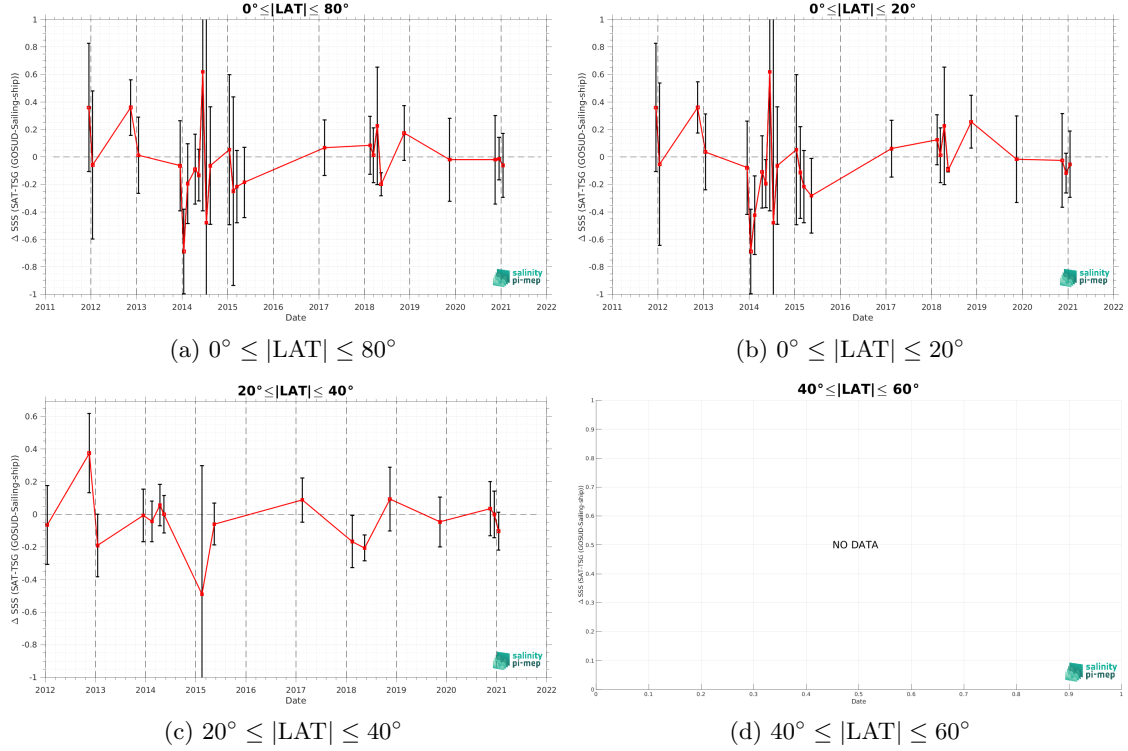 0°≤|LAT|≤ 80°
Δ SSS (SAT-TSG (GOSUD-Sailing-ship))
1
0.8
0.6
0.4
0.2
0
-0.2
-0.4
-0.6
-0.8
-1
2011 2012 2013 2014 2015 2016 2017 2018 2019 2020 2021 2022
Date
salinity
pi-mep
(a) 0° ≤ |LAT| ≤ 80°
0°≤|LAT|≤ 20°
Δ SSS (SAT-TSG (GOSUD-Sailing-ship))
1
0.8
0.6
0.4
0.2
0
-0.2
-0.4
-0.6
-0.8
-1
2011 2012 2013 2014 2015 2016 2017 2018 2019 2020 2021 2022
Date
salinity
pi-mep
(b) 0° ≤ |LAT| ≤ 20°
20°≤|LAT|≤ 40°
Δ SSS (SAT-TSG (GOSUD-Sailing-ship))
0.6
0.4
0.2
0
-0.2
-0.4
-0.6
-0.8
-1
2012 2013 2014 2015 2016 2017 2018 2019 2020 2021 2022
Date
salinity
pi-mep
(c) 20° ≤ |LAT| ≤ 40°
40°≤|LAT|≤ 60°
Δ SSS (SAT-TSG (GOSUD-Sailing-ship))
1
0.9
0.8
0.7
0.6
0.5
0.4
0.3
0.2
0.1
0
NO DATA
0 0.1 0.2 0.3 0.4 0.5 0.6 0.7 0.8 0.9 1
Date
salinity
pi-mep
(d) 40° ≤ |LAT| ≤ 60°